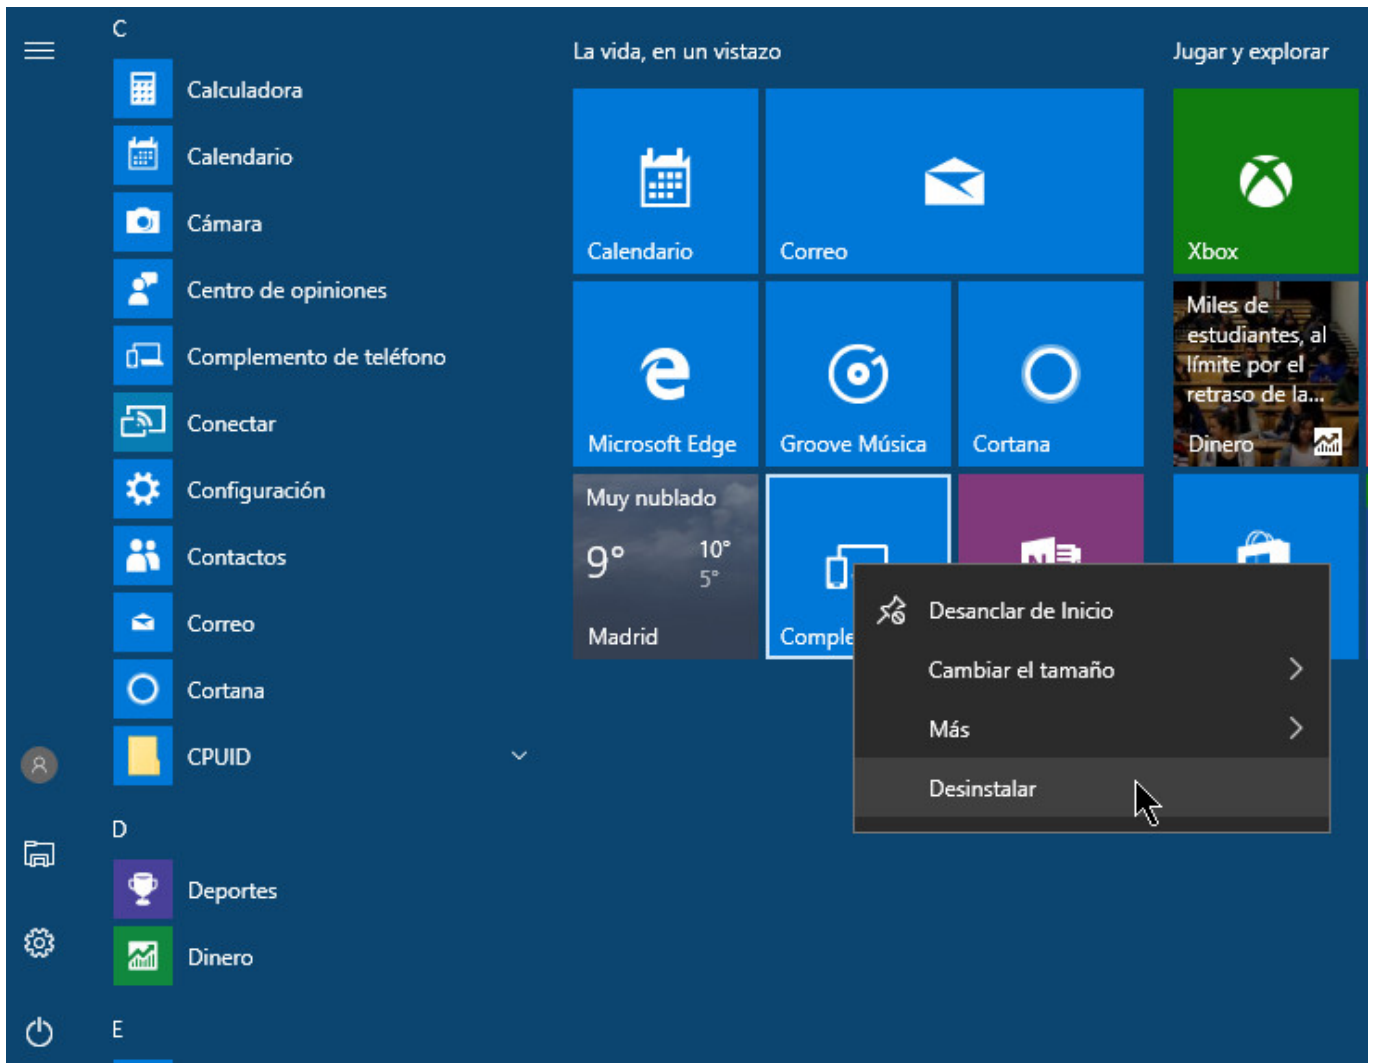 C
Calculadora
Calendario
Cámara
Centro de opiniones
Complemento de teléfono
Conectar
Configuración
Contactos
Correo
Cortana
CPUID
D
Deportes
Dinero
E
La vida, en un vistazo
Calendario
Correo
Microsoft Edge
Groove Música
Cortana
Muy nublado
9° 10°
5°
Madrid
Comple
Jugar y explorar
Xbox
Miles de
estudiantes, al
límite por el
retraso de la...
Dinero
Desanclar de Inicio
Cambiar el tamaño
Más
Desinstalar